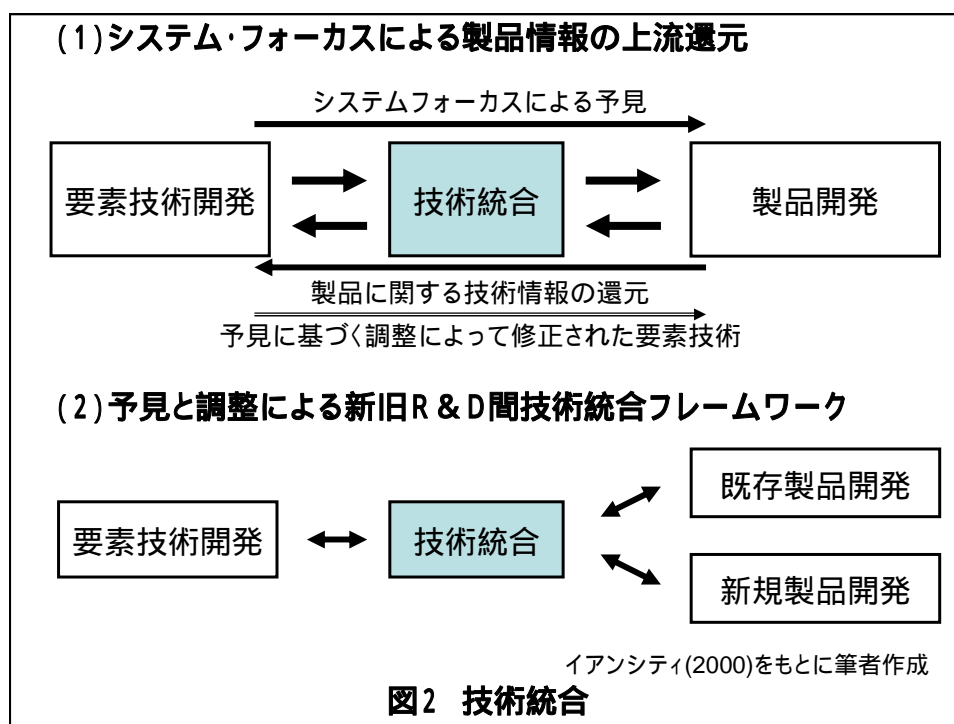 (1)システム・フォーカスによる製品情報の上流還元
システムフォーカスによる予見
要素技術開発
技術統合
製品開発
製品に関する技術情報の還元
予見に基づく調整によって修正された要素技術
(2)予見と調整による新旧R&D間技術統合フレームワーク
既存製品開発
要素技術開発
技術統合
新規製品開発
イアンシティ(2000)をもとに筆者作成
図2 技術統合